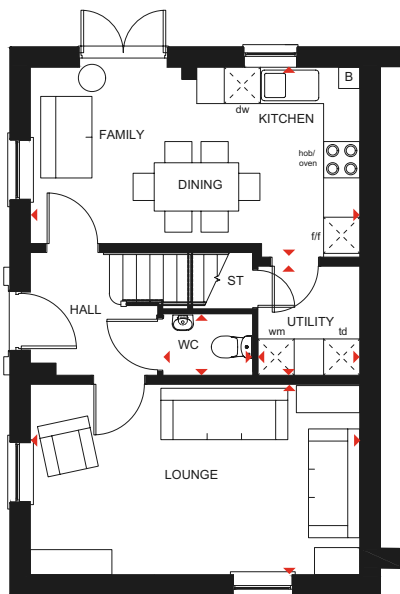 B
dw
KITCHEN
FAMILY
hob/
oven
DINING
f/f
ST
HALL
UTILITY
wm
td
WC
LOUNGE